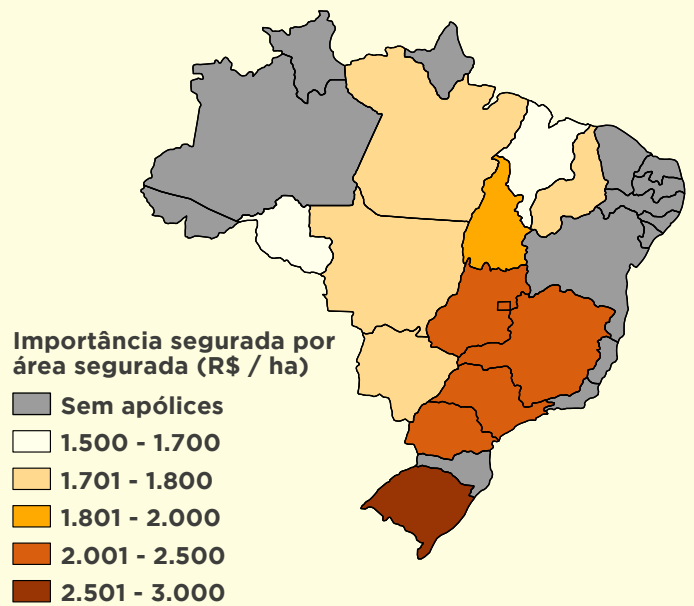 Importância segurada por
área segurada (R$ / ha)
Sem apólices
1.500 - 1.700
1.701 - 1.800
1.801 - 2.000
2.001 - 2.500
2.501 - 3.000